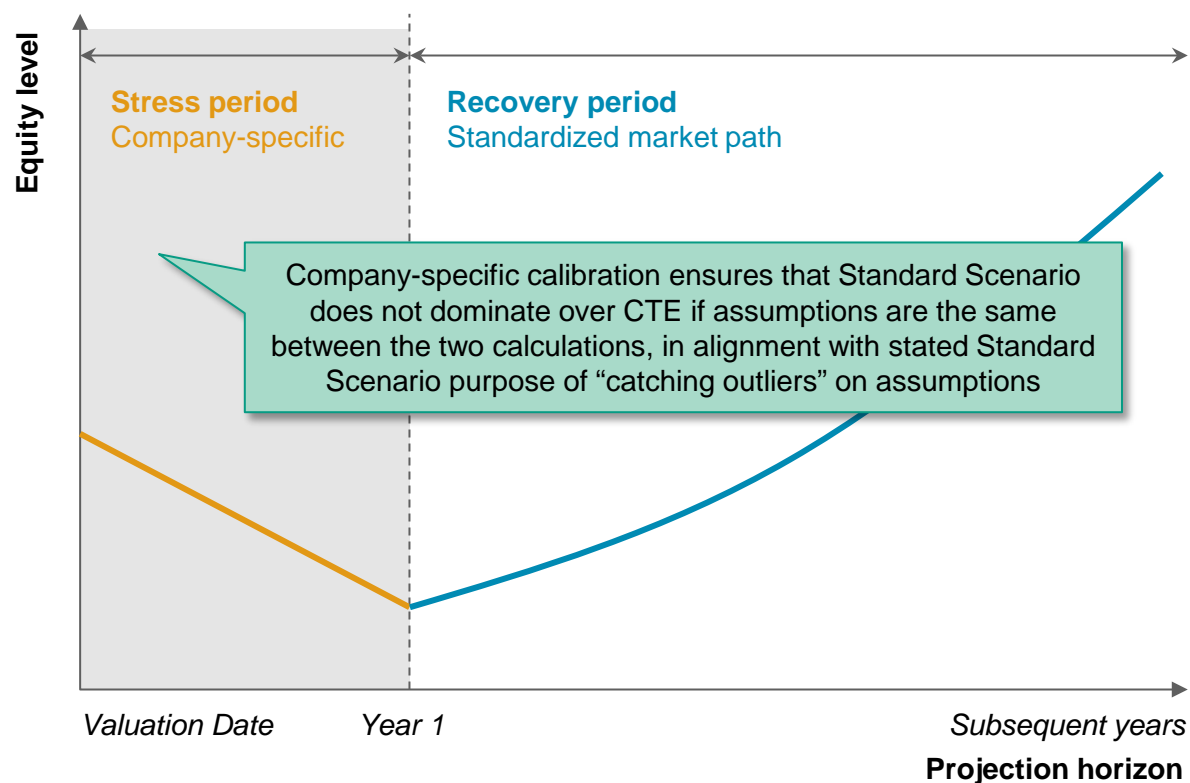 Equity level
Stress period
Company-specific
Recovery period
Standardized market path
Company-specific calibration ensures that Standard Scenario
does not dominate over CTE if assumptions are the same
between the two calculations, in alignment with stated Standard
Scenario purpose of “catching outliers” on assumptions
Valuation Date
Year 1
Subsequent years
Projection horizon